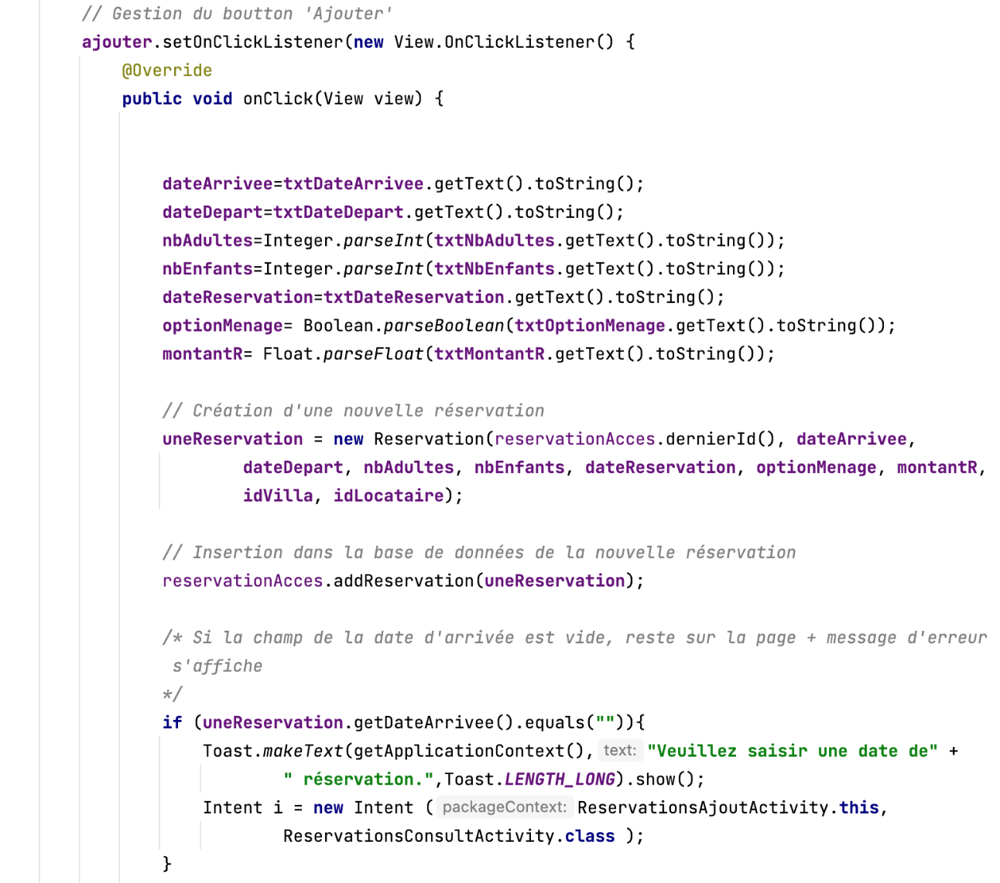 // Gestion du boutton 'Ajouter'
ajouter.setOnClickListener(new View.OnClickListener() {
@Override
public void onClick(View view) {
dateArrivee=txtDateArrivee.getText().toString();
dateDepart=txtDateDepart.getText().toString();
nbAdultes=Integer.parseInt(txtNbAdultes.getText().toString());
nbEnfants=Integer.parseInt(txtNbEnfants.getText().toString());
dateReservation=txtDateReservation.getText().toString();
optionMenage= Boolean.parseBoolean(txtOptionMenage.getText().toString());
montantR= Float.parseFloat(txtMontantR.getText().toString());
// Création d'une nouvelle réservation
uneReservation = new Reservation(reservationAcces.dernierId(), dateArrivee,
dateDepart, nbAdultes, nbEnfants, dateReservation, optionMenage, montantR,
idVilla, idLocataire);
// Insertion dans la base de données de la nouvelle réservation
reservationAcces.addReservation(uneReservation);
/* Si la champ de la date d'arrivée est vide, reste sur la page + message d'erreur
s'affiche
*/
if (uneReservation.getDateArrivee().equals("")){
Toast.makeText(getApplicationContext(), text: "Veuillez saisir une date de" +
" réservation.",Toast.LENGTH_LONG).show();
Intent i = new Intent ( packageContext: ReservationsAjoutActivity.this,
ReservationsConsultActivity.class );
}